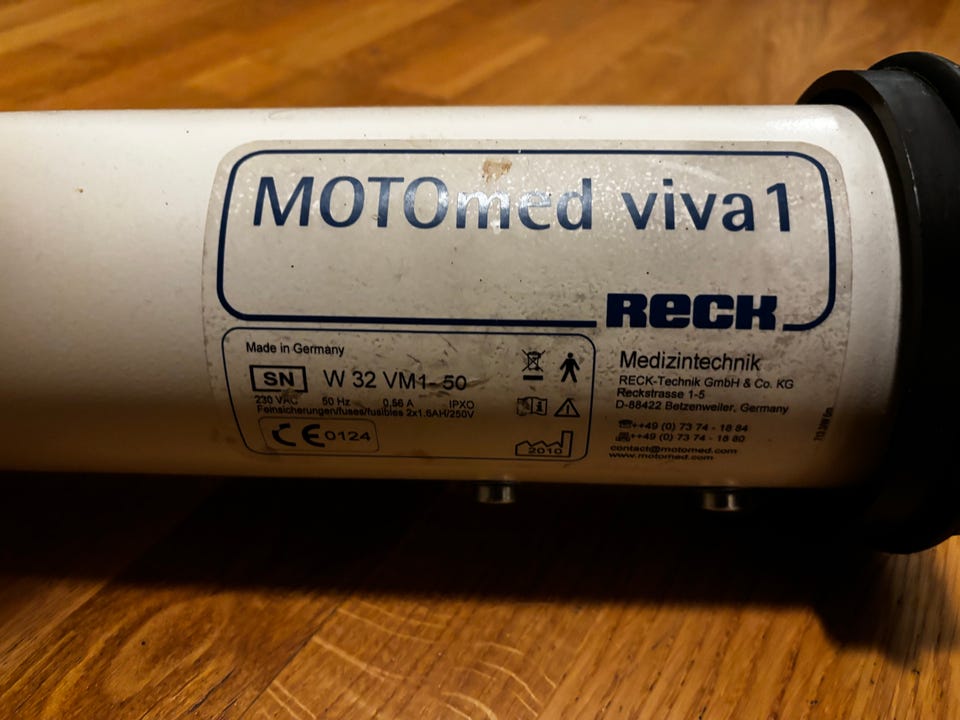 MOTOmed viva1
RECK
Made in Germany
SN W 32 VM1- 50
230 VAC 50 Hz 0,56 A IPXO
Feinsicherungen/fuses/fusibles 2x1.6AH/250V
CE0124
2010
Medizintechnik
RECK-Technik GmbH & Co. KG
Reckstrasse 1-5
D-88422 Betzenweiler, Germany
++49 (0) 73 74 - 18 84
++49 (0) 73 74 - 18 80
contact@motomed.com
www.motomed.com